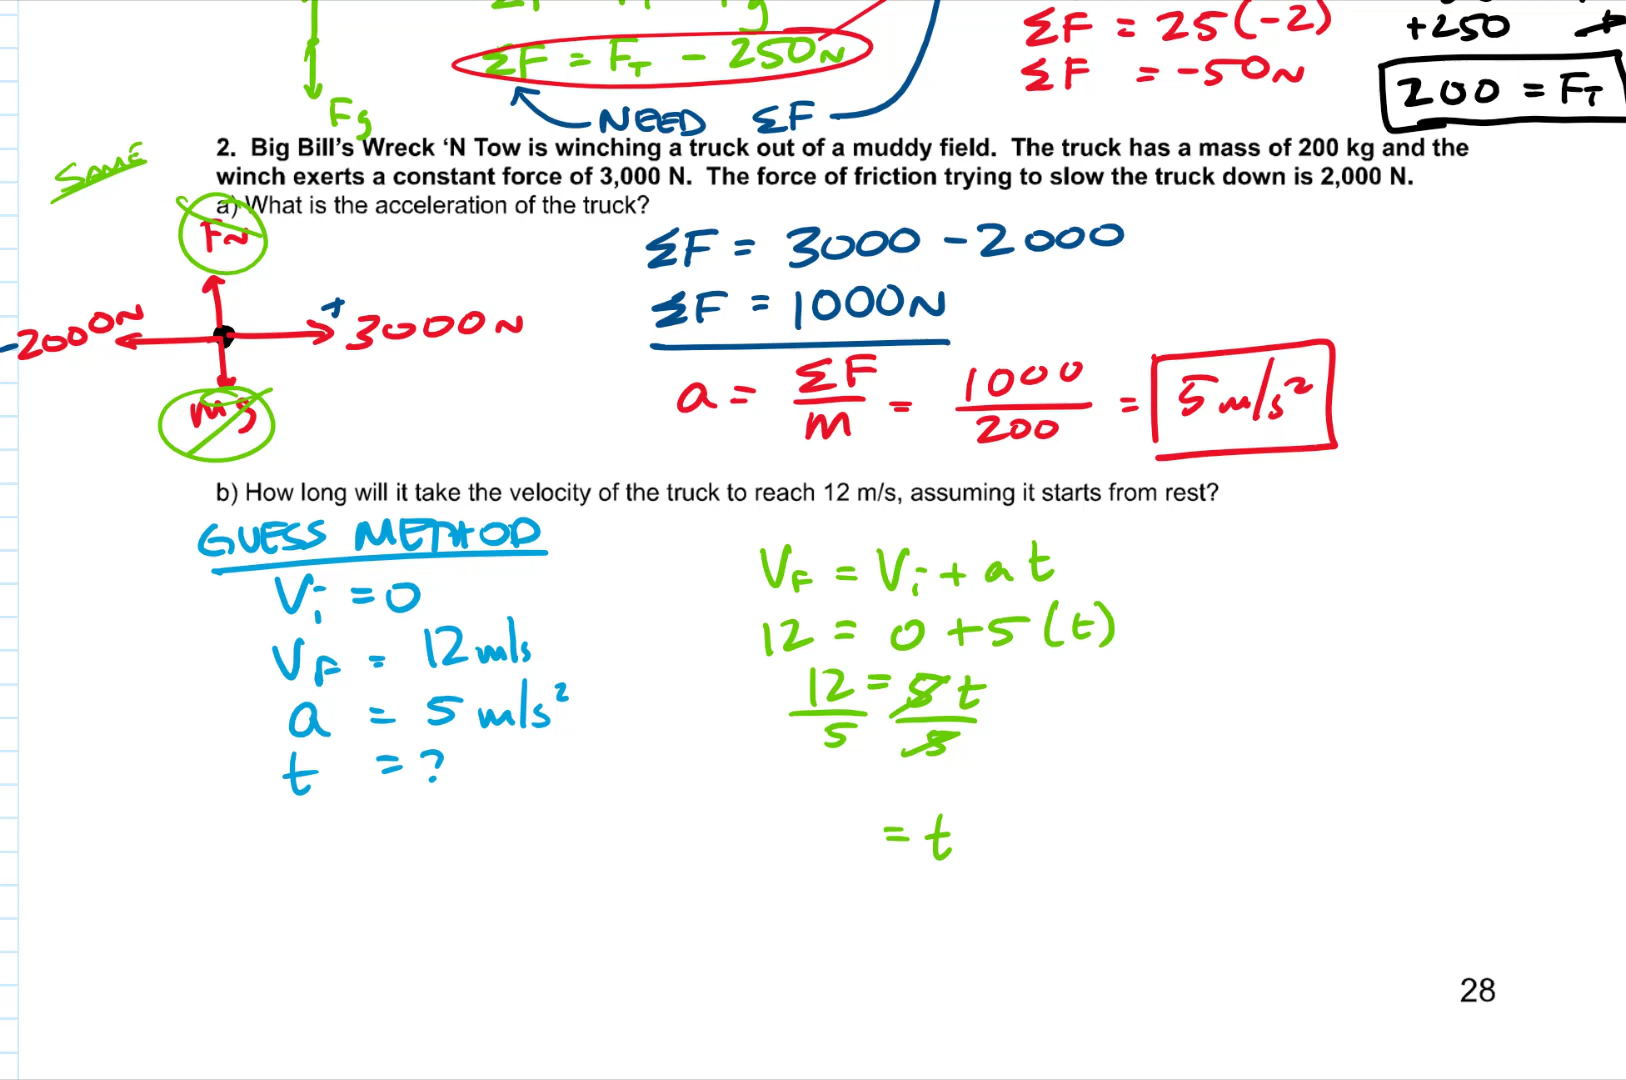 ΣF = F_T - 250N
Fg
NEED ΣF
ΣF = 25(-2)
ΣF = -50N
+250
200 = F_T
SAME
2. Big Bill's Wreck 'N Tow is winching a truck out of a muddy field. The truck has a mass of 200 kg and the
winch exerts a constant force of 3,000 N. The force of friction trying to slow the truck down is 2,000 N.
a) What is the acceleration of the truck?
FN
+
-2000N
3000N
mg
ΣF = 3000 - 2000
ΣF = 1000N
a = ΣF/m = 1000/200 = 5 m/s²
b) How long will it take the velocity of the truck to reach 12 m/s, assuming it starts from rest?
GUESS METHOD
Vi = 0
VF = 12 m/s
a = 5 m/s²
t = ?
VF = Vi + at
12 = 0 + 5(t)
12/5 = 5t/5
= t
28